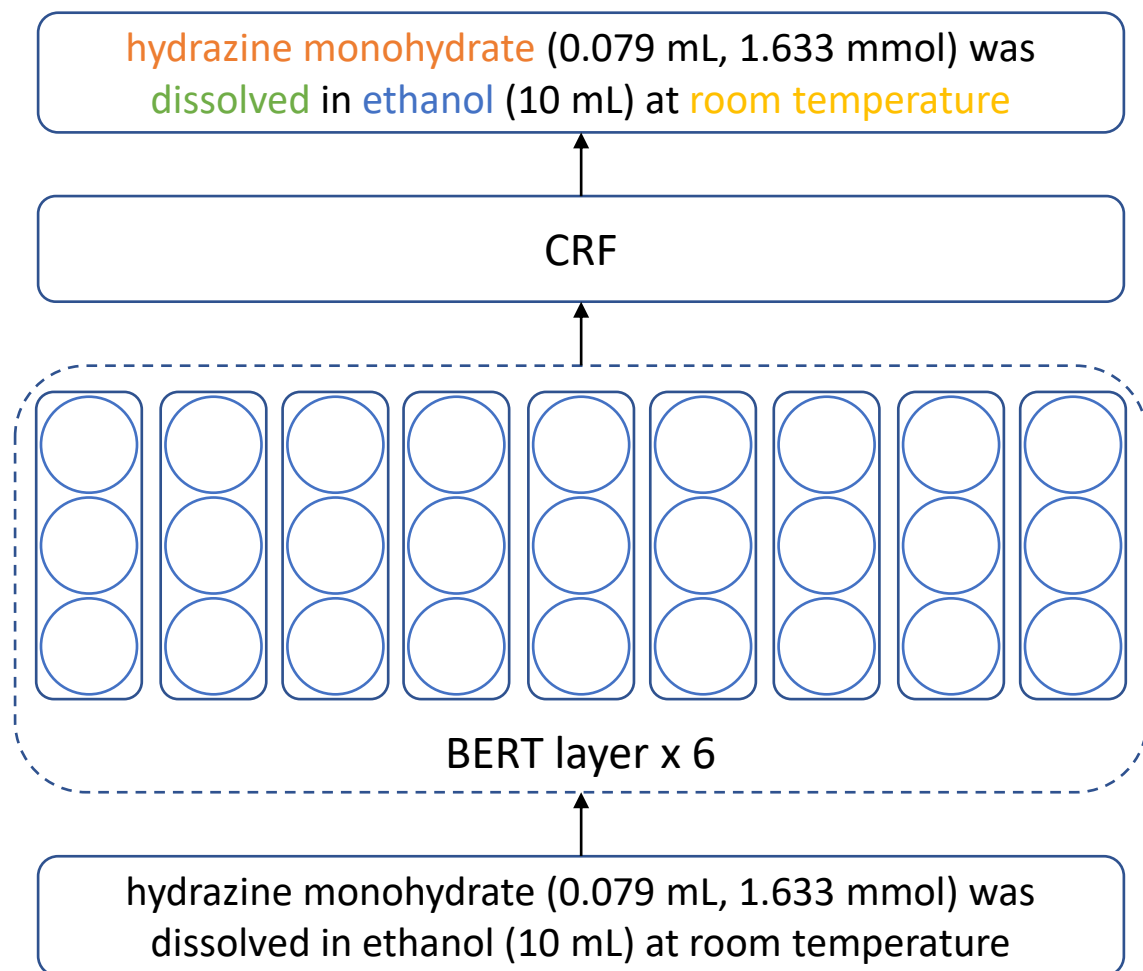 hydrazine monohydrate (0.079 mL, 1.633 mmol) was
dissolved in ethanol (10 mL) at room temperature
CRF
BERT layer x 6
hydrazine monohydrate (0.079 mL, 1.633 mmol) was
dissolved in ethanol (10 mL) at room temperature